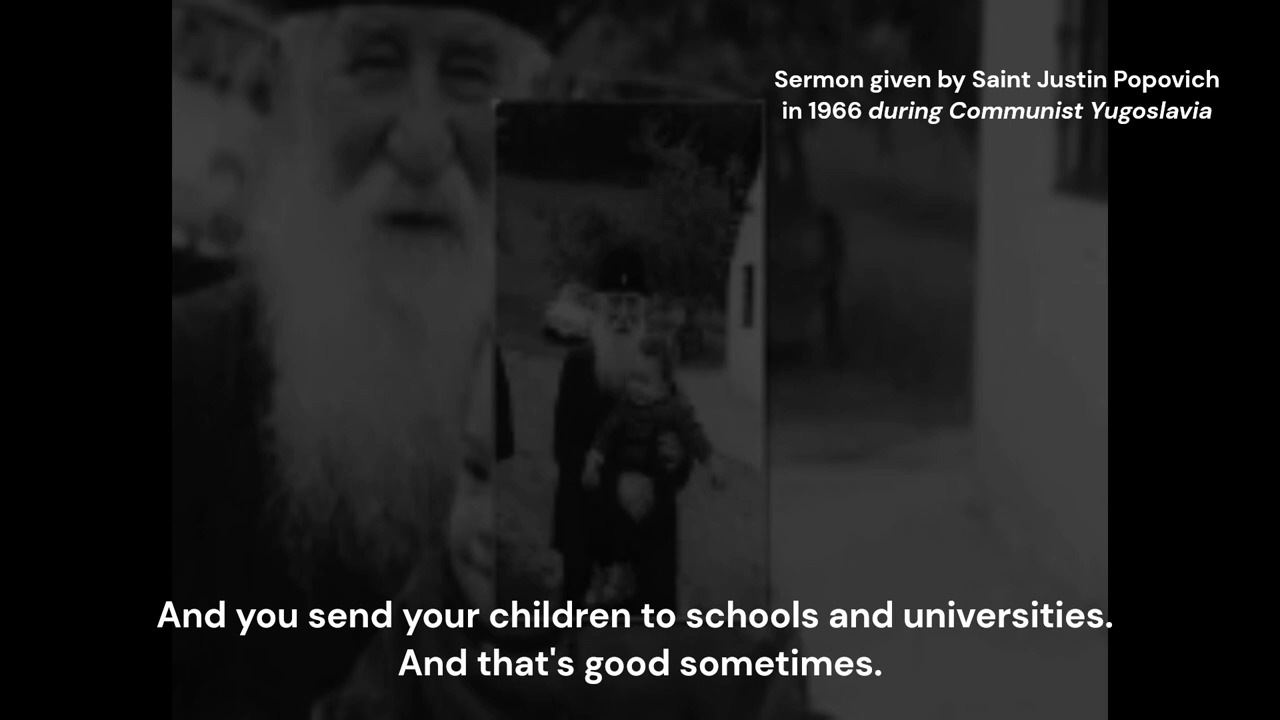 Sermon given by Saint Justin Popovich
in 1966 during Communist Yugoslavia
And you send your children to schools and universities.
And that's good sometimes.